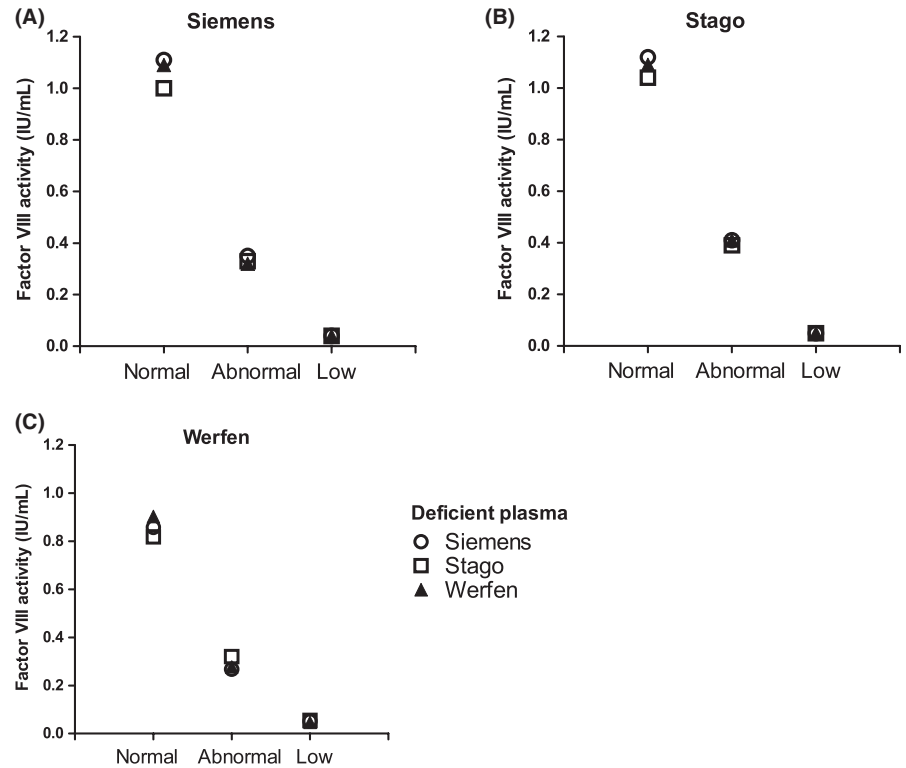 (A)
Siemens
Factor VIII activity (IU/mL)
1.2
1.0
0.8
0.6
0.4
0.2
0.0
Normal Abnormal Low
(B)
Stago
Factor VIII activity (IU/mL)
1.2
1.0
0.8
0.6
0.4
0.2
0.0
Normal Abnormal Low
(C)
Werfen
Factor VIII activity (IU/mL)
1.2
1.0
0.8
0.6
0.4
0.2
0.0
Normal Abnormal Low
Deficient plasma
Siemens
Stago
Werfen